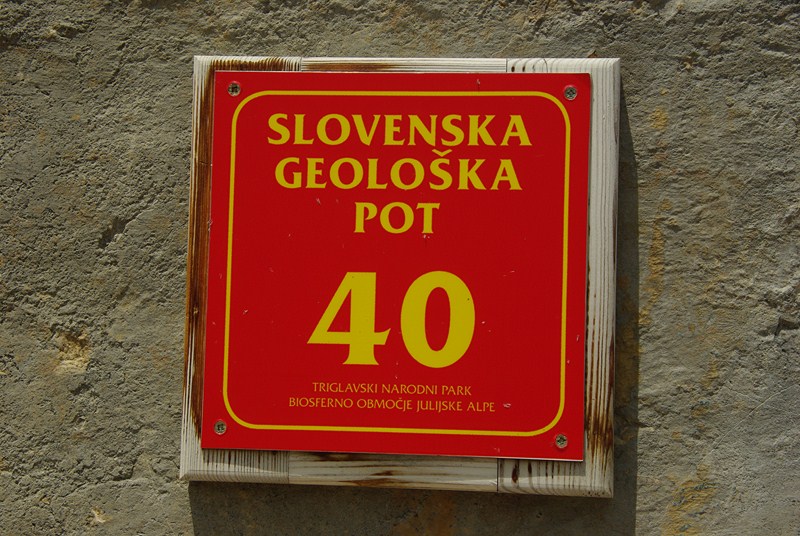 SLOVENSKA
GEOLOŠKA
POT
40
TRIGLAVSKI NARODNI PARK
BIOSFERNO OBMOČJE JULIJSKE ALPE